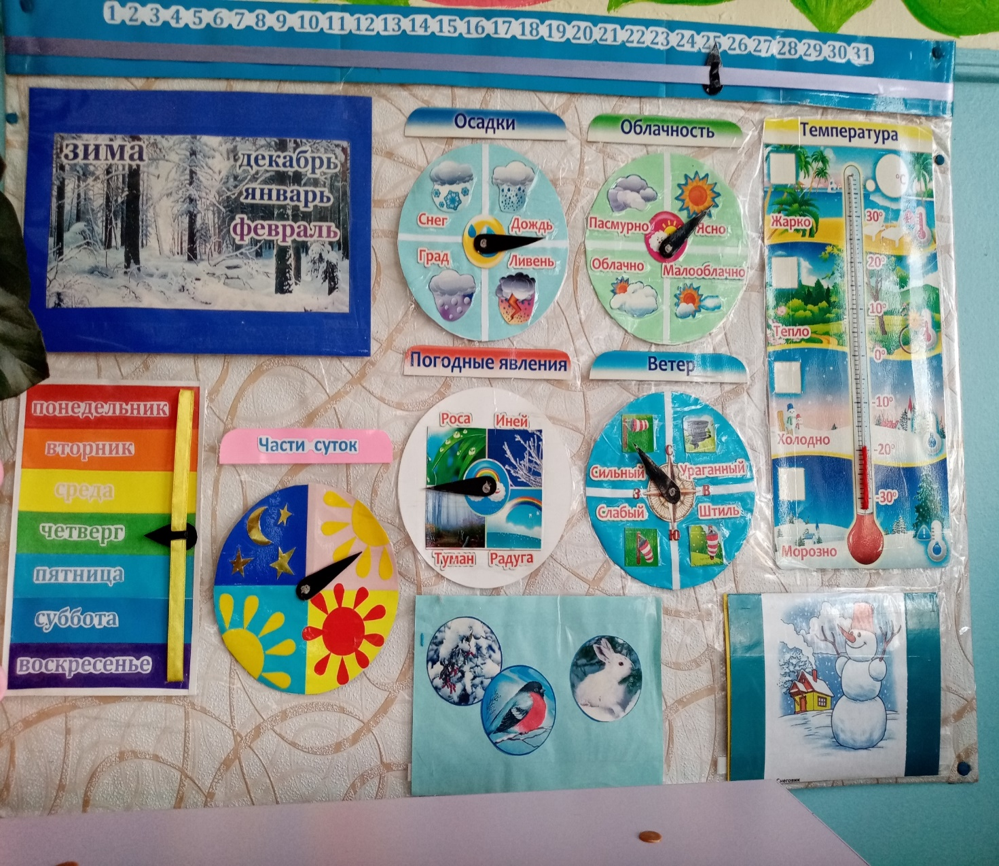 1 2 3 4 5 6 7 8 9 10 11 12 13 14 15 16 17 18 19 20 21 22 23 24 25 26 27 28 29 30 31
зима
декабрь
январь
февраль
Осадки
Снег
Дождь
Град
Ливень
Облачность
Пасмурно
Ясно
Облачно
Малооблачно
Температура
°C
Жарко
30°
20°
10°
Тепло
0°
-10°
Холодно
-20°
-30°
Морозно
понедельник
вторник
среда
четверг
пятница
суббота
воскресенье
Части суток
Погодные явления
Роса
Иней
Туман
Радуга
Ветер
С
Сильный
Ураганный
З
В
Слабый
Штиль
Ю
Снеговик